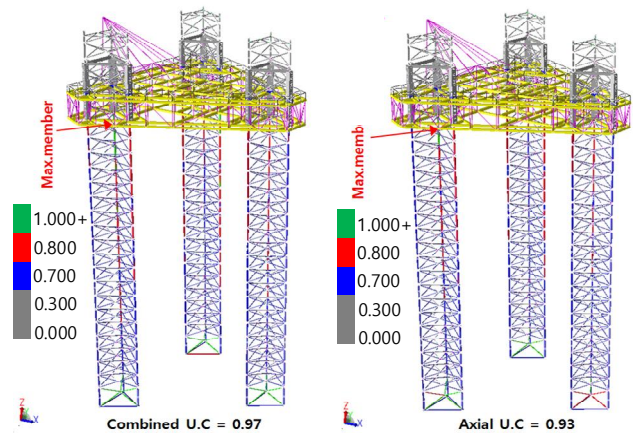 Max.member
1.000+
0.800
0.700
0.300
0.000
Z
X
Combined U.C = 0.97
Max.memb
1.000+
0.800
0.700
0.300
0.000
Z
X
Axial U.C = 0.93